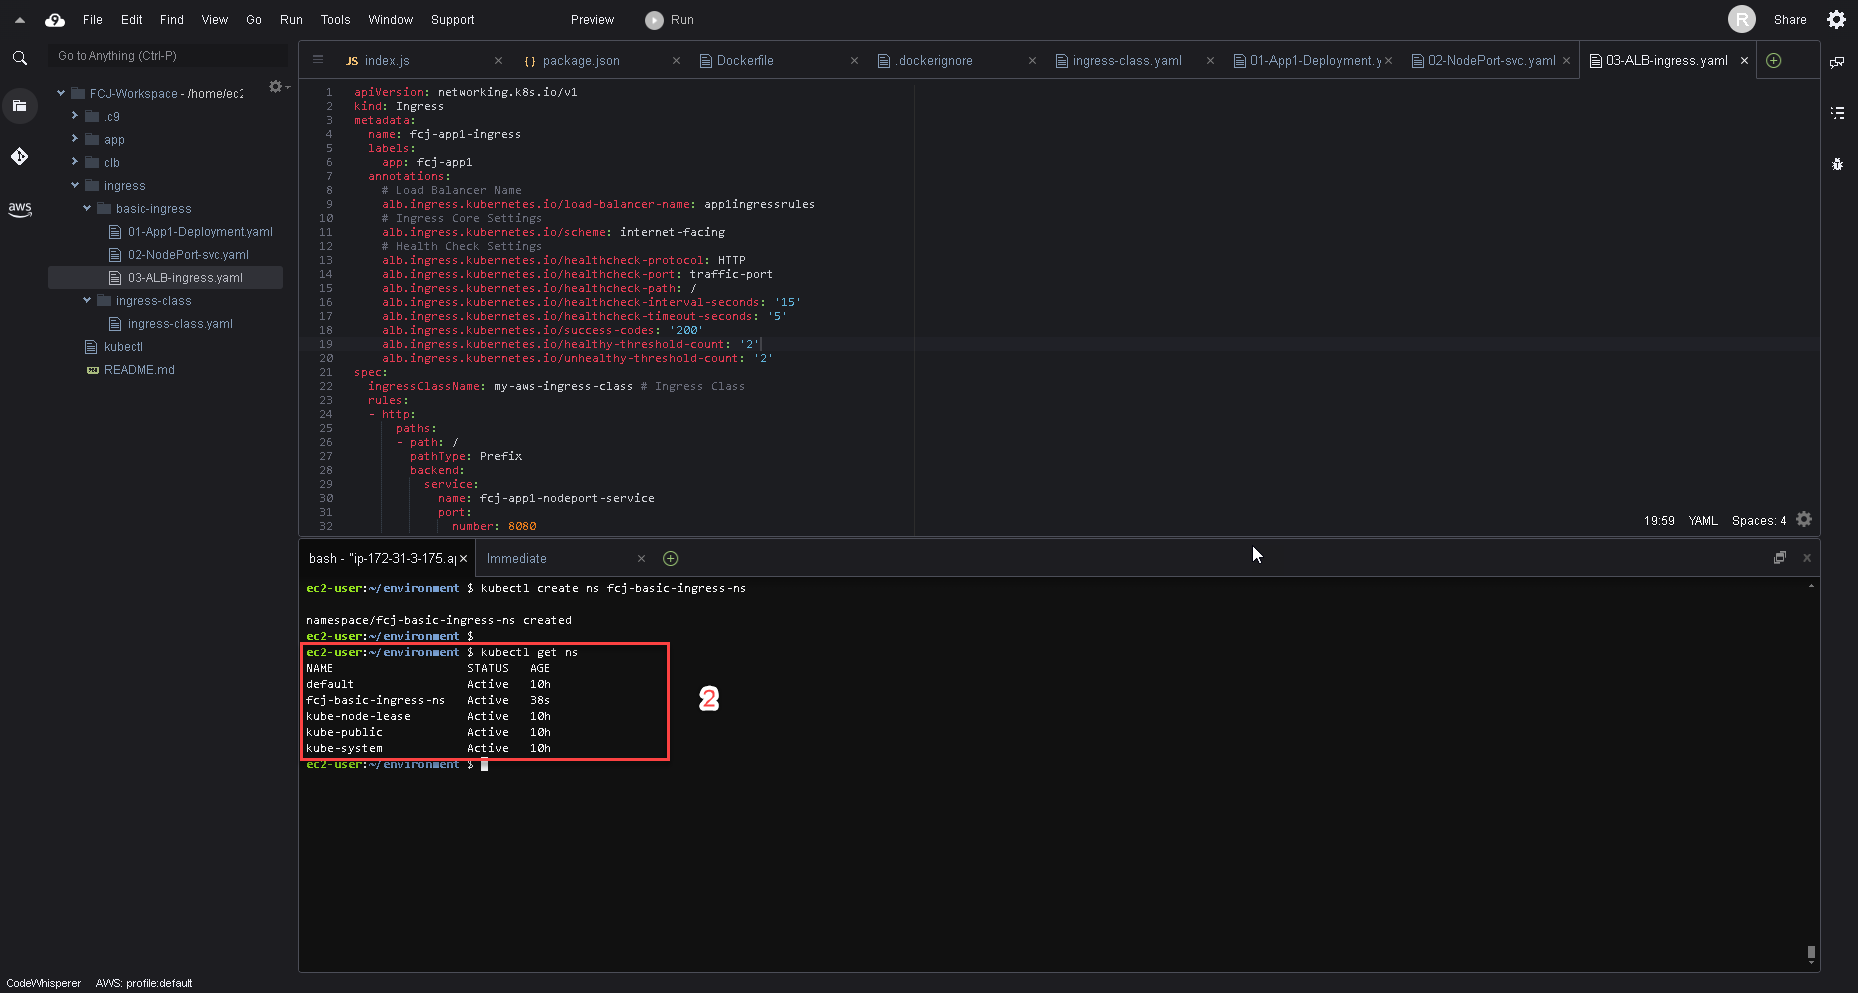 File Edit Find View Go Run Tools Window Support Preview Run R Share
Go to Anything (Ctrl-P)
JS index.js
{ } package.json
Dockerfile
.dockerignore
ingress-class.yaml
01-App1-Deployment.y
02-NodePort-svc.yaml
03-ALB-ingress.yaml
FCJ-Workspace - /home/ec2
.c9
app
clb
ingress
basic-ingress
01-App1-Deployment.yaml
02-NodePort-svc.yaml
03-ALB-ingress.yaml
ingress-class
ingress-class.yaml
kubectl
README.md
aws
1 apiVersion: networking.k8s.io/v1
2 kind: Ingress
3 metadata:
4 name: fcj-app1-ingress
5 labels:
6 app: fcj-app1
7 annotations:
8 # Load Balancer Name
9 alb.ingress.kubernetes.io/load-balancer-name: app1ingressrules
10 # Ingress Core Settings
11 alb.ingress.kubernetes.io/scheme: internet-facing
12 # Health Check Settings
13 alb.ingress.kubernetes.io/healthcheck-protocol: HTTP
14 alb.ingress.kubernetes.io/healthcheck-port: traffic-port
15 alb.ingress.kubernetes.io/healthcheck-path: /
16 alb.ingress.kubernetes.io/healthcheck-interval-seconds: '15'
17 alb.ingress.kubernetes.io/healthcheck-timeout-seconds: '5'
18 alb.ingress.kubernetes.io/success-codes: '200'
19 alb.ingress.kubernetes.io/healthy-threshold-count: '2'
20 alb.ingress.kubernetes.io/unhealthy-threshold-count: '2'
21 spec:
22 ingressClassName: my-aws-ingress-class # Ingress Class
23 rules:
24 - http:
25 paths:
26 - path: /
27 pathType: Prefix
28 backend:
29 service:
30 name: fcj-app1-nodeport-service
31 port:
32 number: 8080
19:59 YAML Spaces: 4
bash - "ip-172-31-3-175.ap
Immediate
ec2-user:~/environment $ kubectl create ns fcj-basic-ingress-ns
namespace/fcj-basic-ingress-ns created
ec2-user:~/environment $
ec2-user:~/environment $ kubectl get ns
NAME STATUS AGE
default Active 10h
fcj-basic-ingress-ns Active 38s
kube-node-lease Active 10h
kube-public Active 10h
kube-system Active 10h
ec2-user:~/environment $
2
CodeWhisperer AWS: profile:default